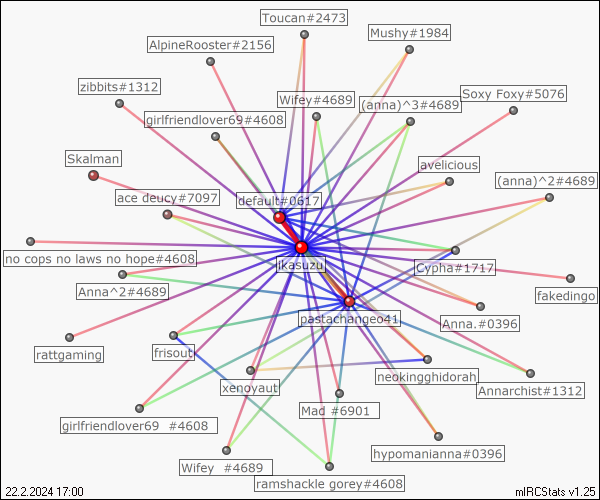 Toucan#2473
Mushy#1984
AlpineRooster#2156
zibbits#1312
Wifey#4689
(anna)^3#4689
Soxy Foxy#5076
girlfriendlover69#4608
Skalman
avelicious
(anna)^2#4689
ace deucy#7097
default#0617
no cops no laws no hope#4608
ikasuzu
Cypha#1717
Anna^2#4689
fakedingo
pastachange041
Anna.#0396
rattgaming
frisout
xenoyaut
neokingghidorah
Annarchist#1312
girlfriendlover69 #4608
Mad #6901
hypomanianna#0396
Wifey #4689
ramshackle gorey#4608
22.2.2024 17:00
mIRCStats v1.25